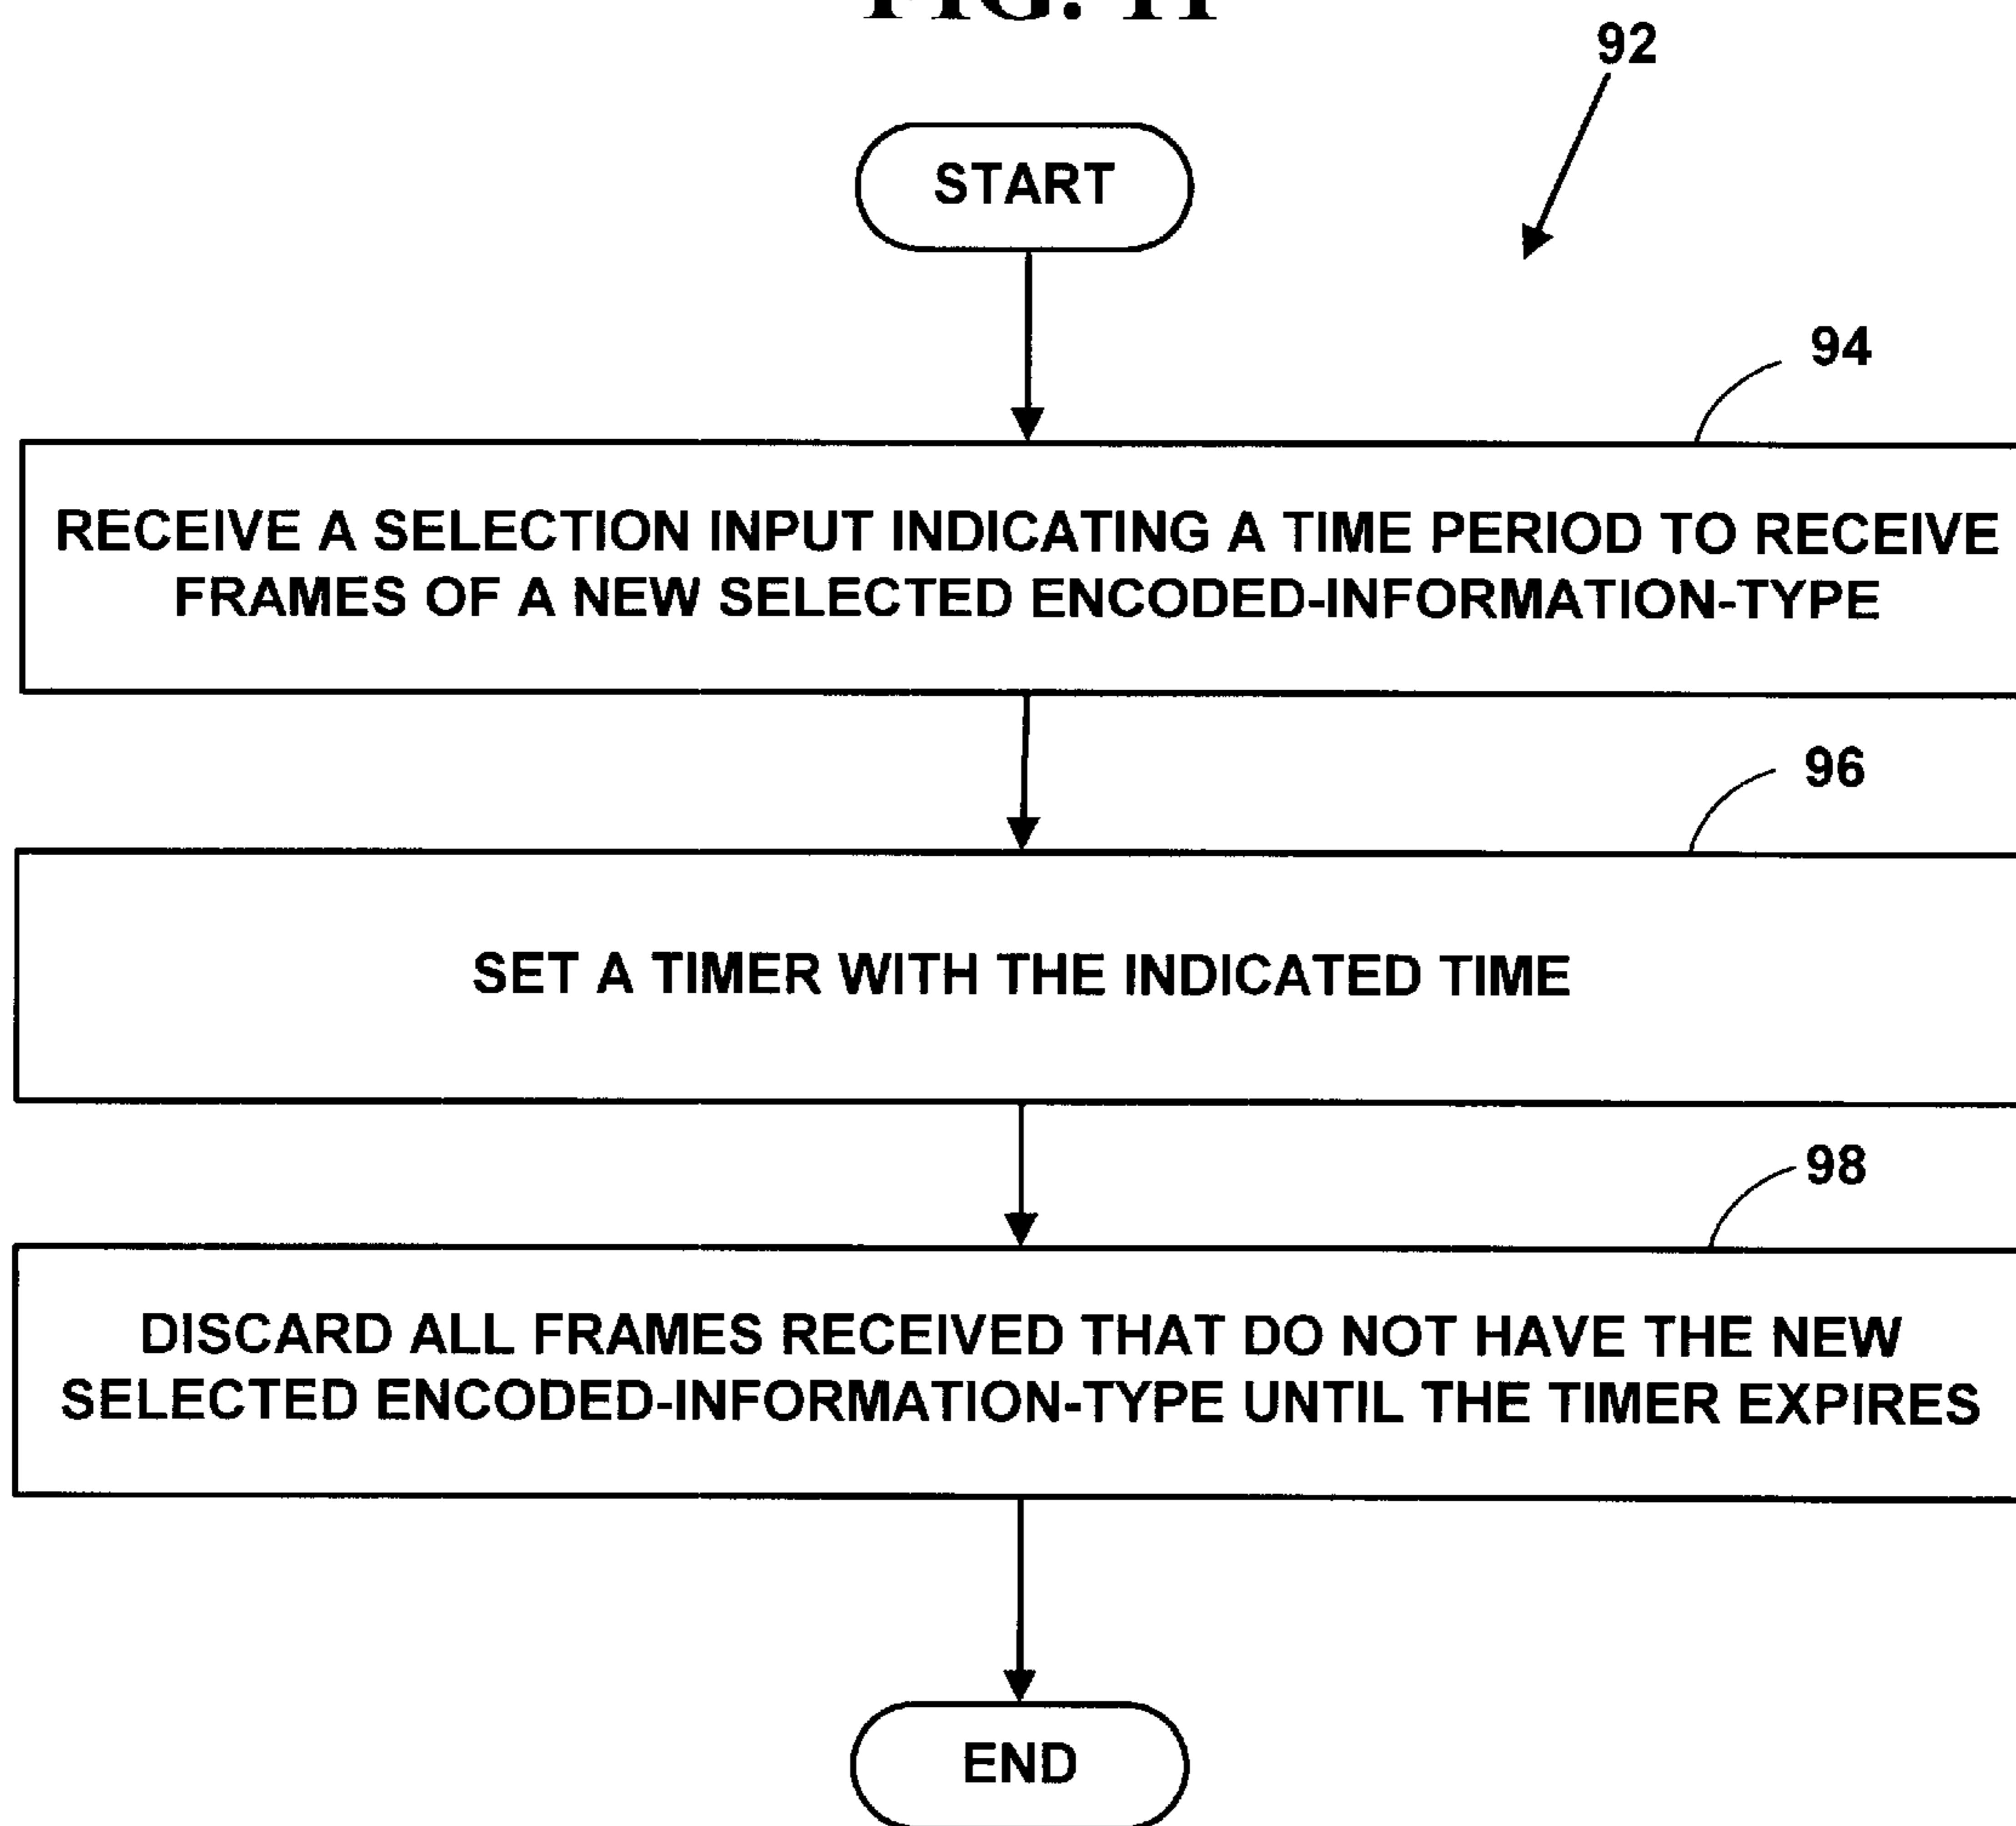 FIG. 11
92
START
94
RECEIVE A SELECTION INPUT INDICATING A TIME PERIOD TO RECEIVE
FRAMES OF A NEW SELECTED ENCODED-INFORMATION-TYPE
96
SET A TIMER WITH THE INDICATED TIME
98
DISCARD ALL FRAMES RECEIVED THAT DO NOT HAVE THE NEW
SELECTED ENCODED-INFORMATION-TYPE UNTIL THE TIMER EXPIRES
END